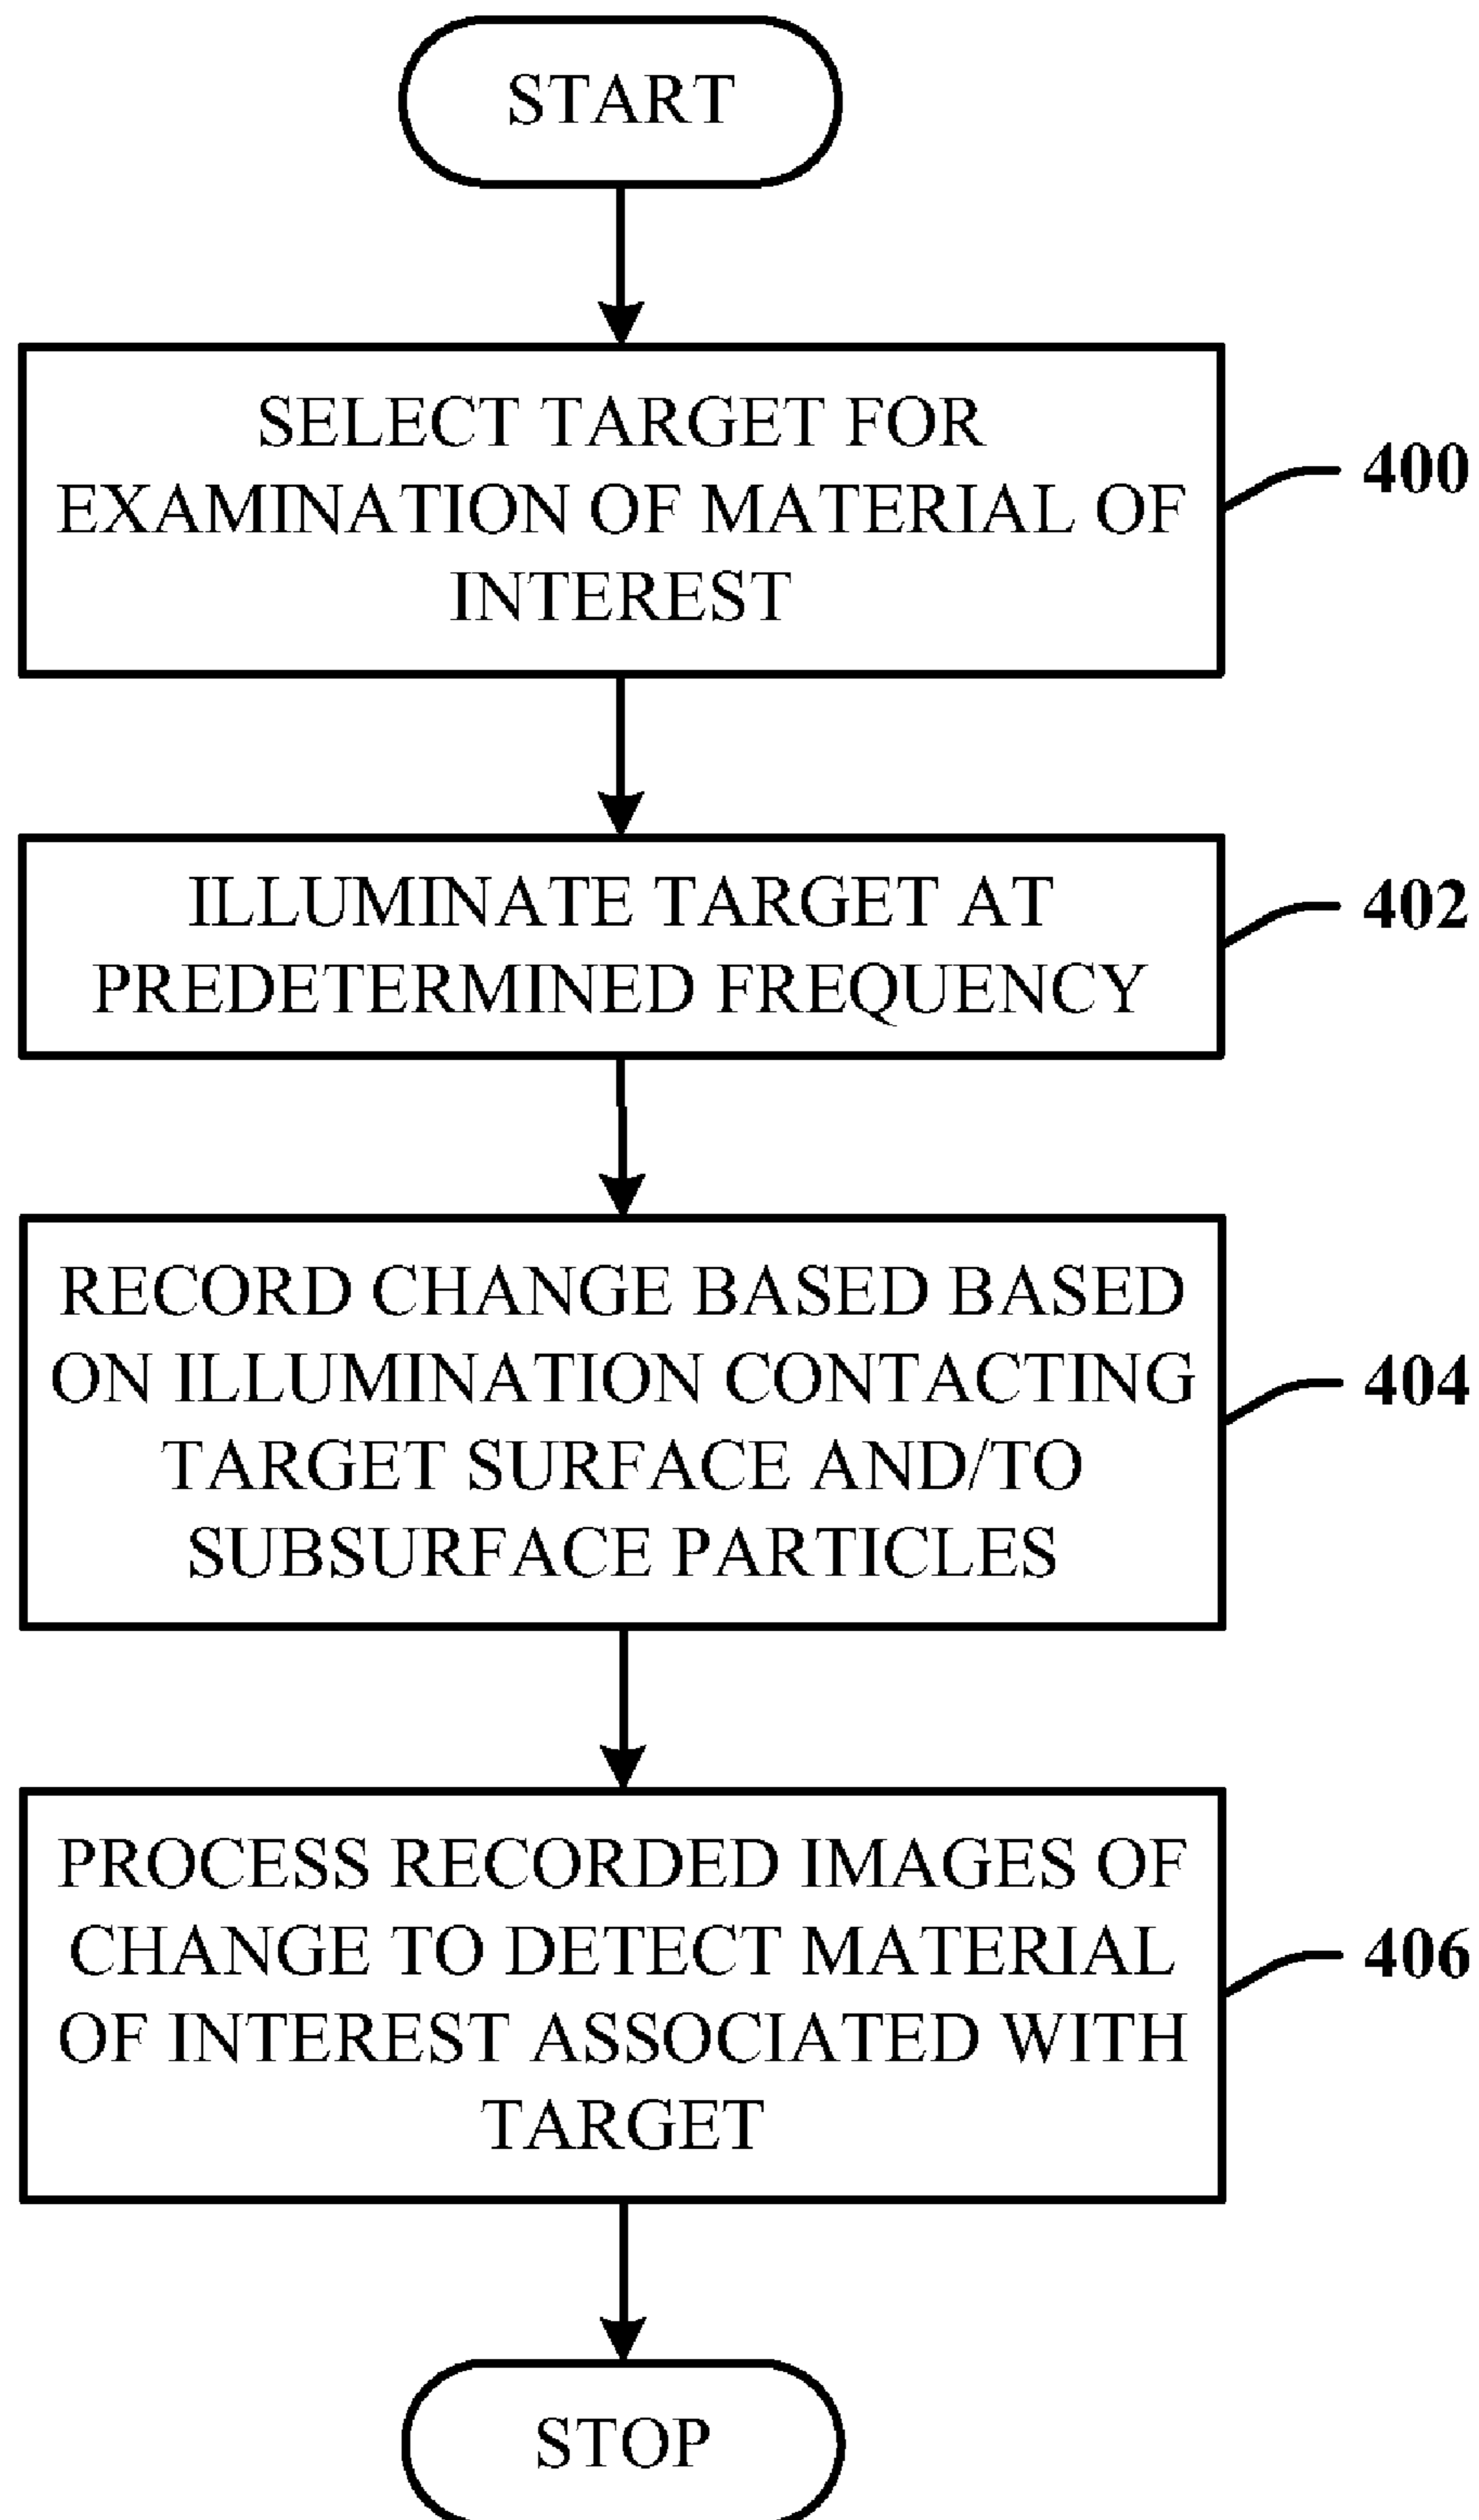 START
SELECT TARGET FOR
EXAMINATION OF MATERIAL OF
INTEREST
400
ILLUMINATE TARGET AT
PREDETERMINED FREQUENCY
402
RECORD CHANGE BASED BASED
ON ILLUMINATION CONTACTING
TARGET SURFACE AND/TO
SUBSURFACE PARTICLES
404
PROCESS RECORDED IMAGES OF
CHANGE TO DETECT MATERIAL
OF INTEREST ASSOCIATED WITH
TARGET
406
STOP